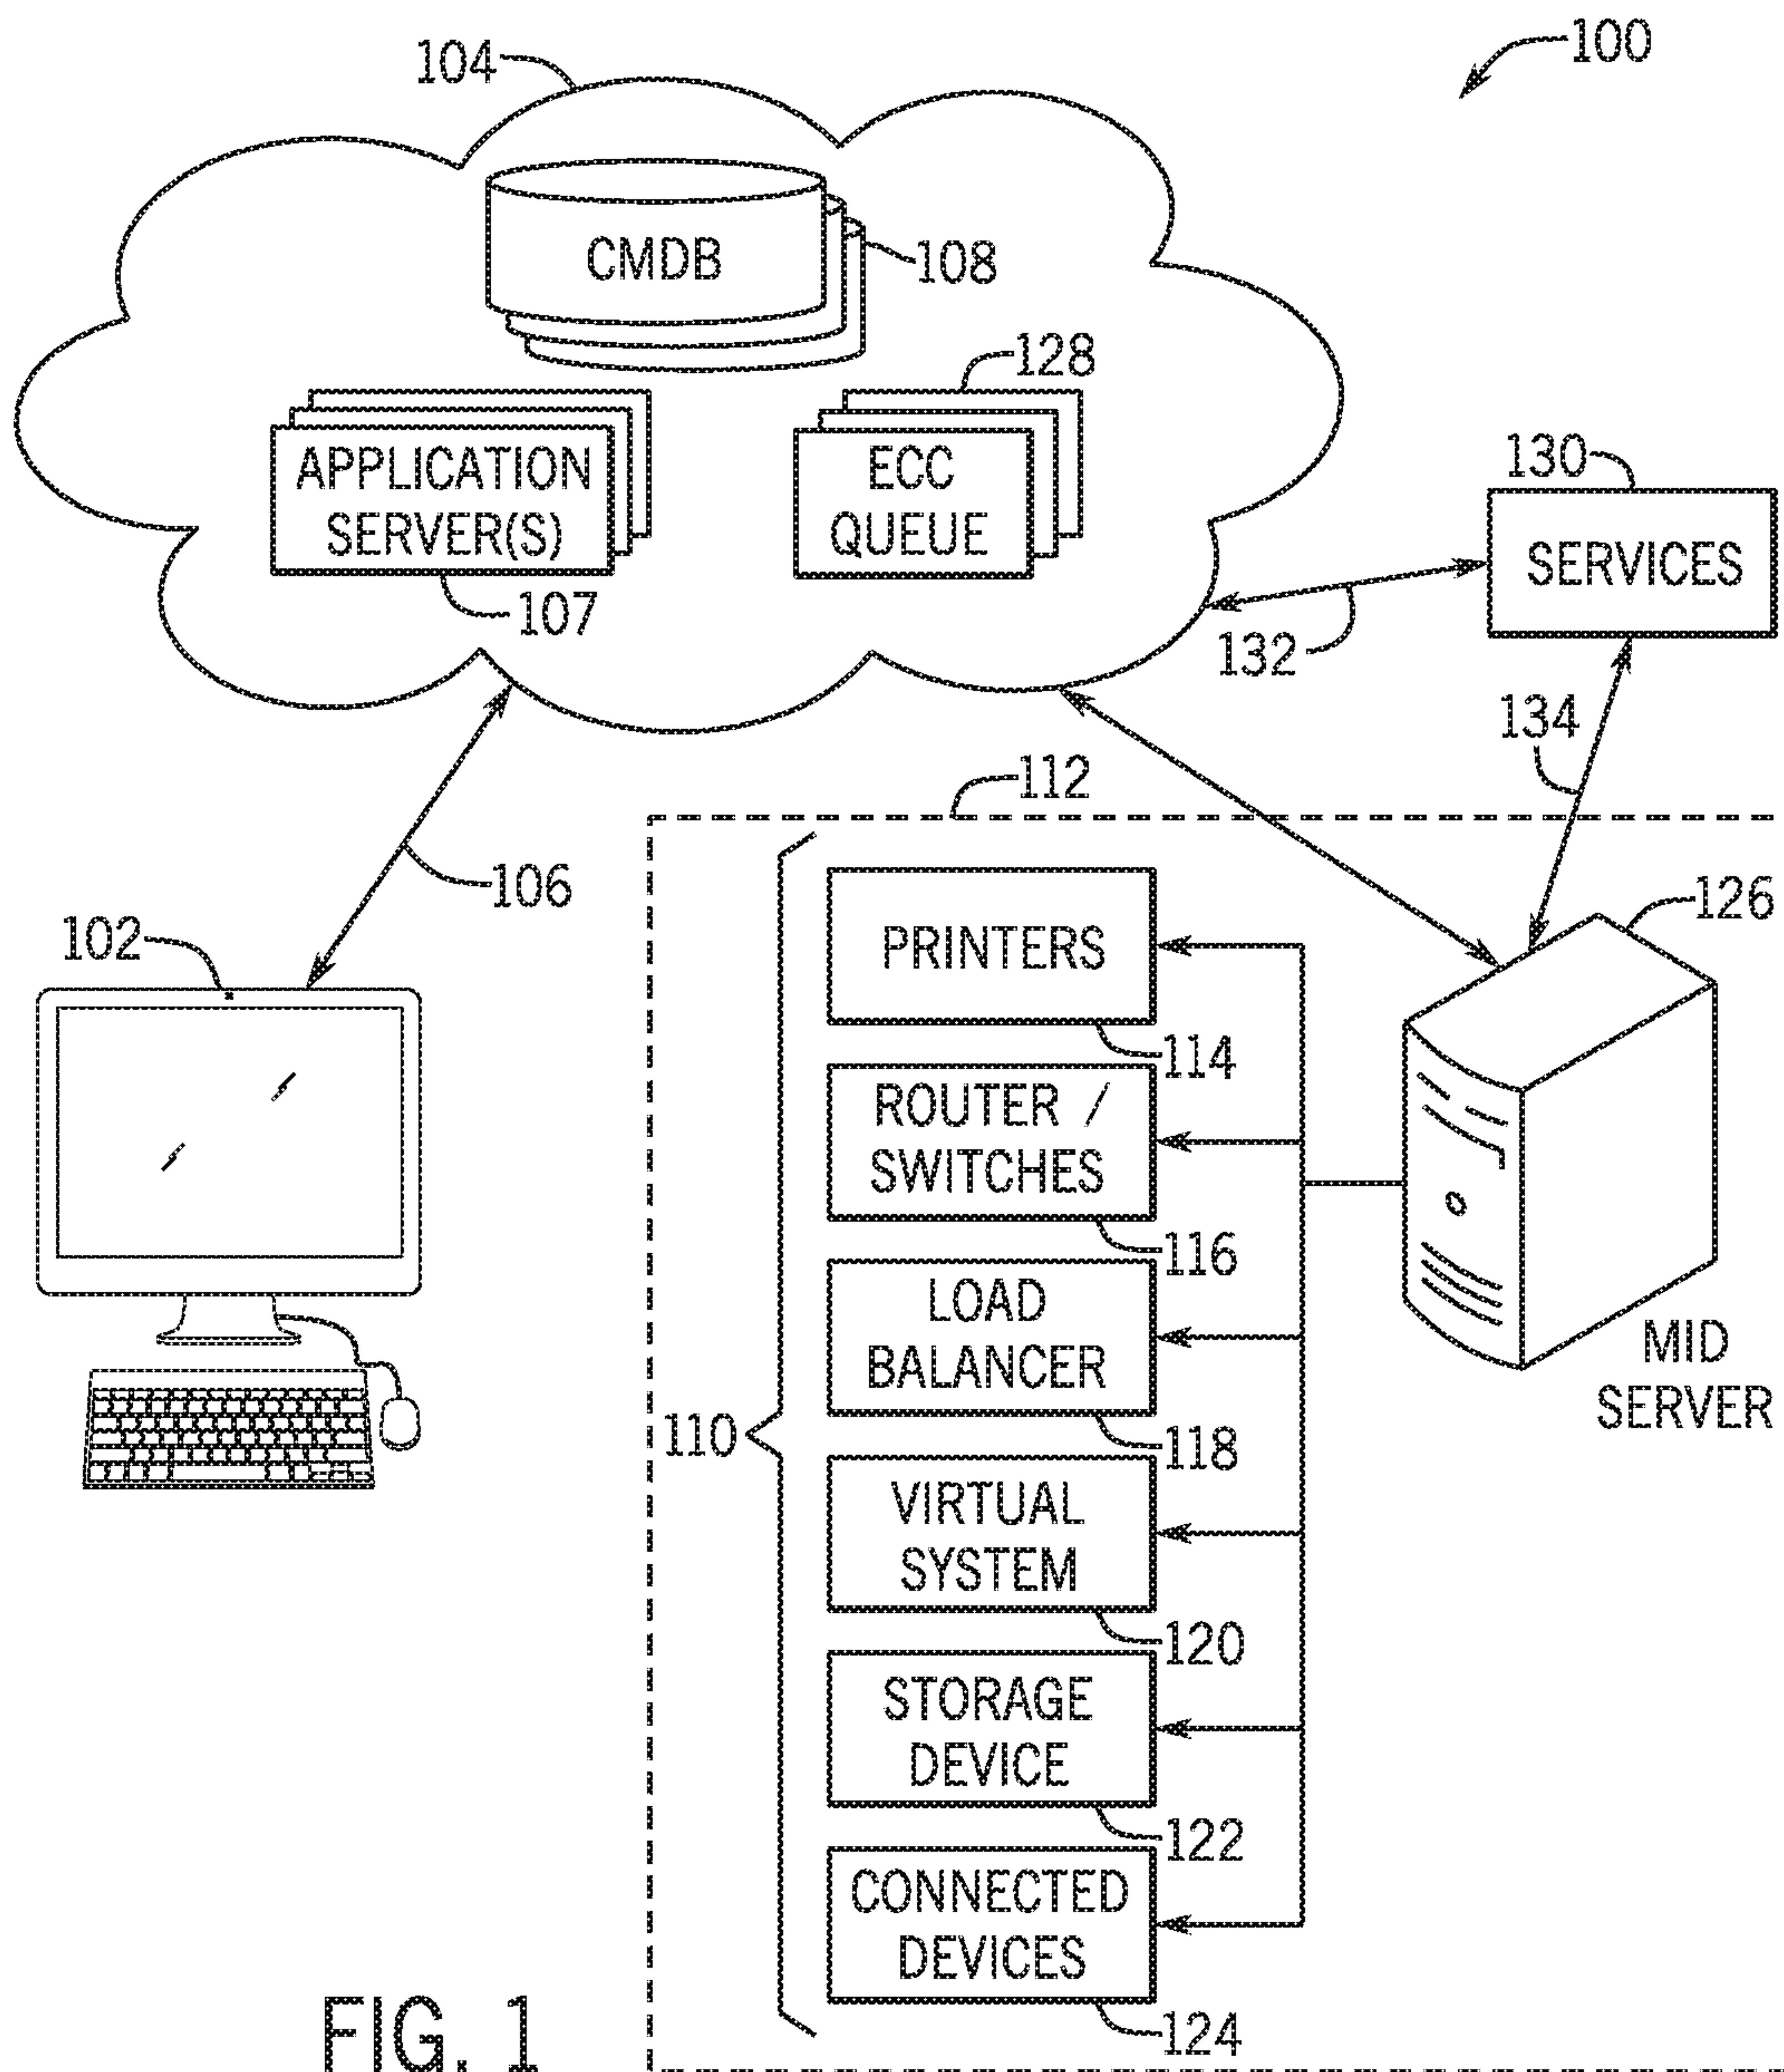 100
104
CMDB
108
128
APPLICATION
SERVER(S)
107
ECC
QUEUE
130
SERVICES
132
134
106
112
102
126
PRINTERS
114
ROUTER /
SWITCHES
116
LOAD
BALANCER
118
110
MID
SERVER
VIRTUAL
SYSTEM
120
STORAGE
DEVICE
122
CONNECTED
DEVICES
124
FIG. 1